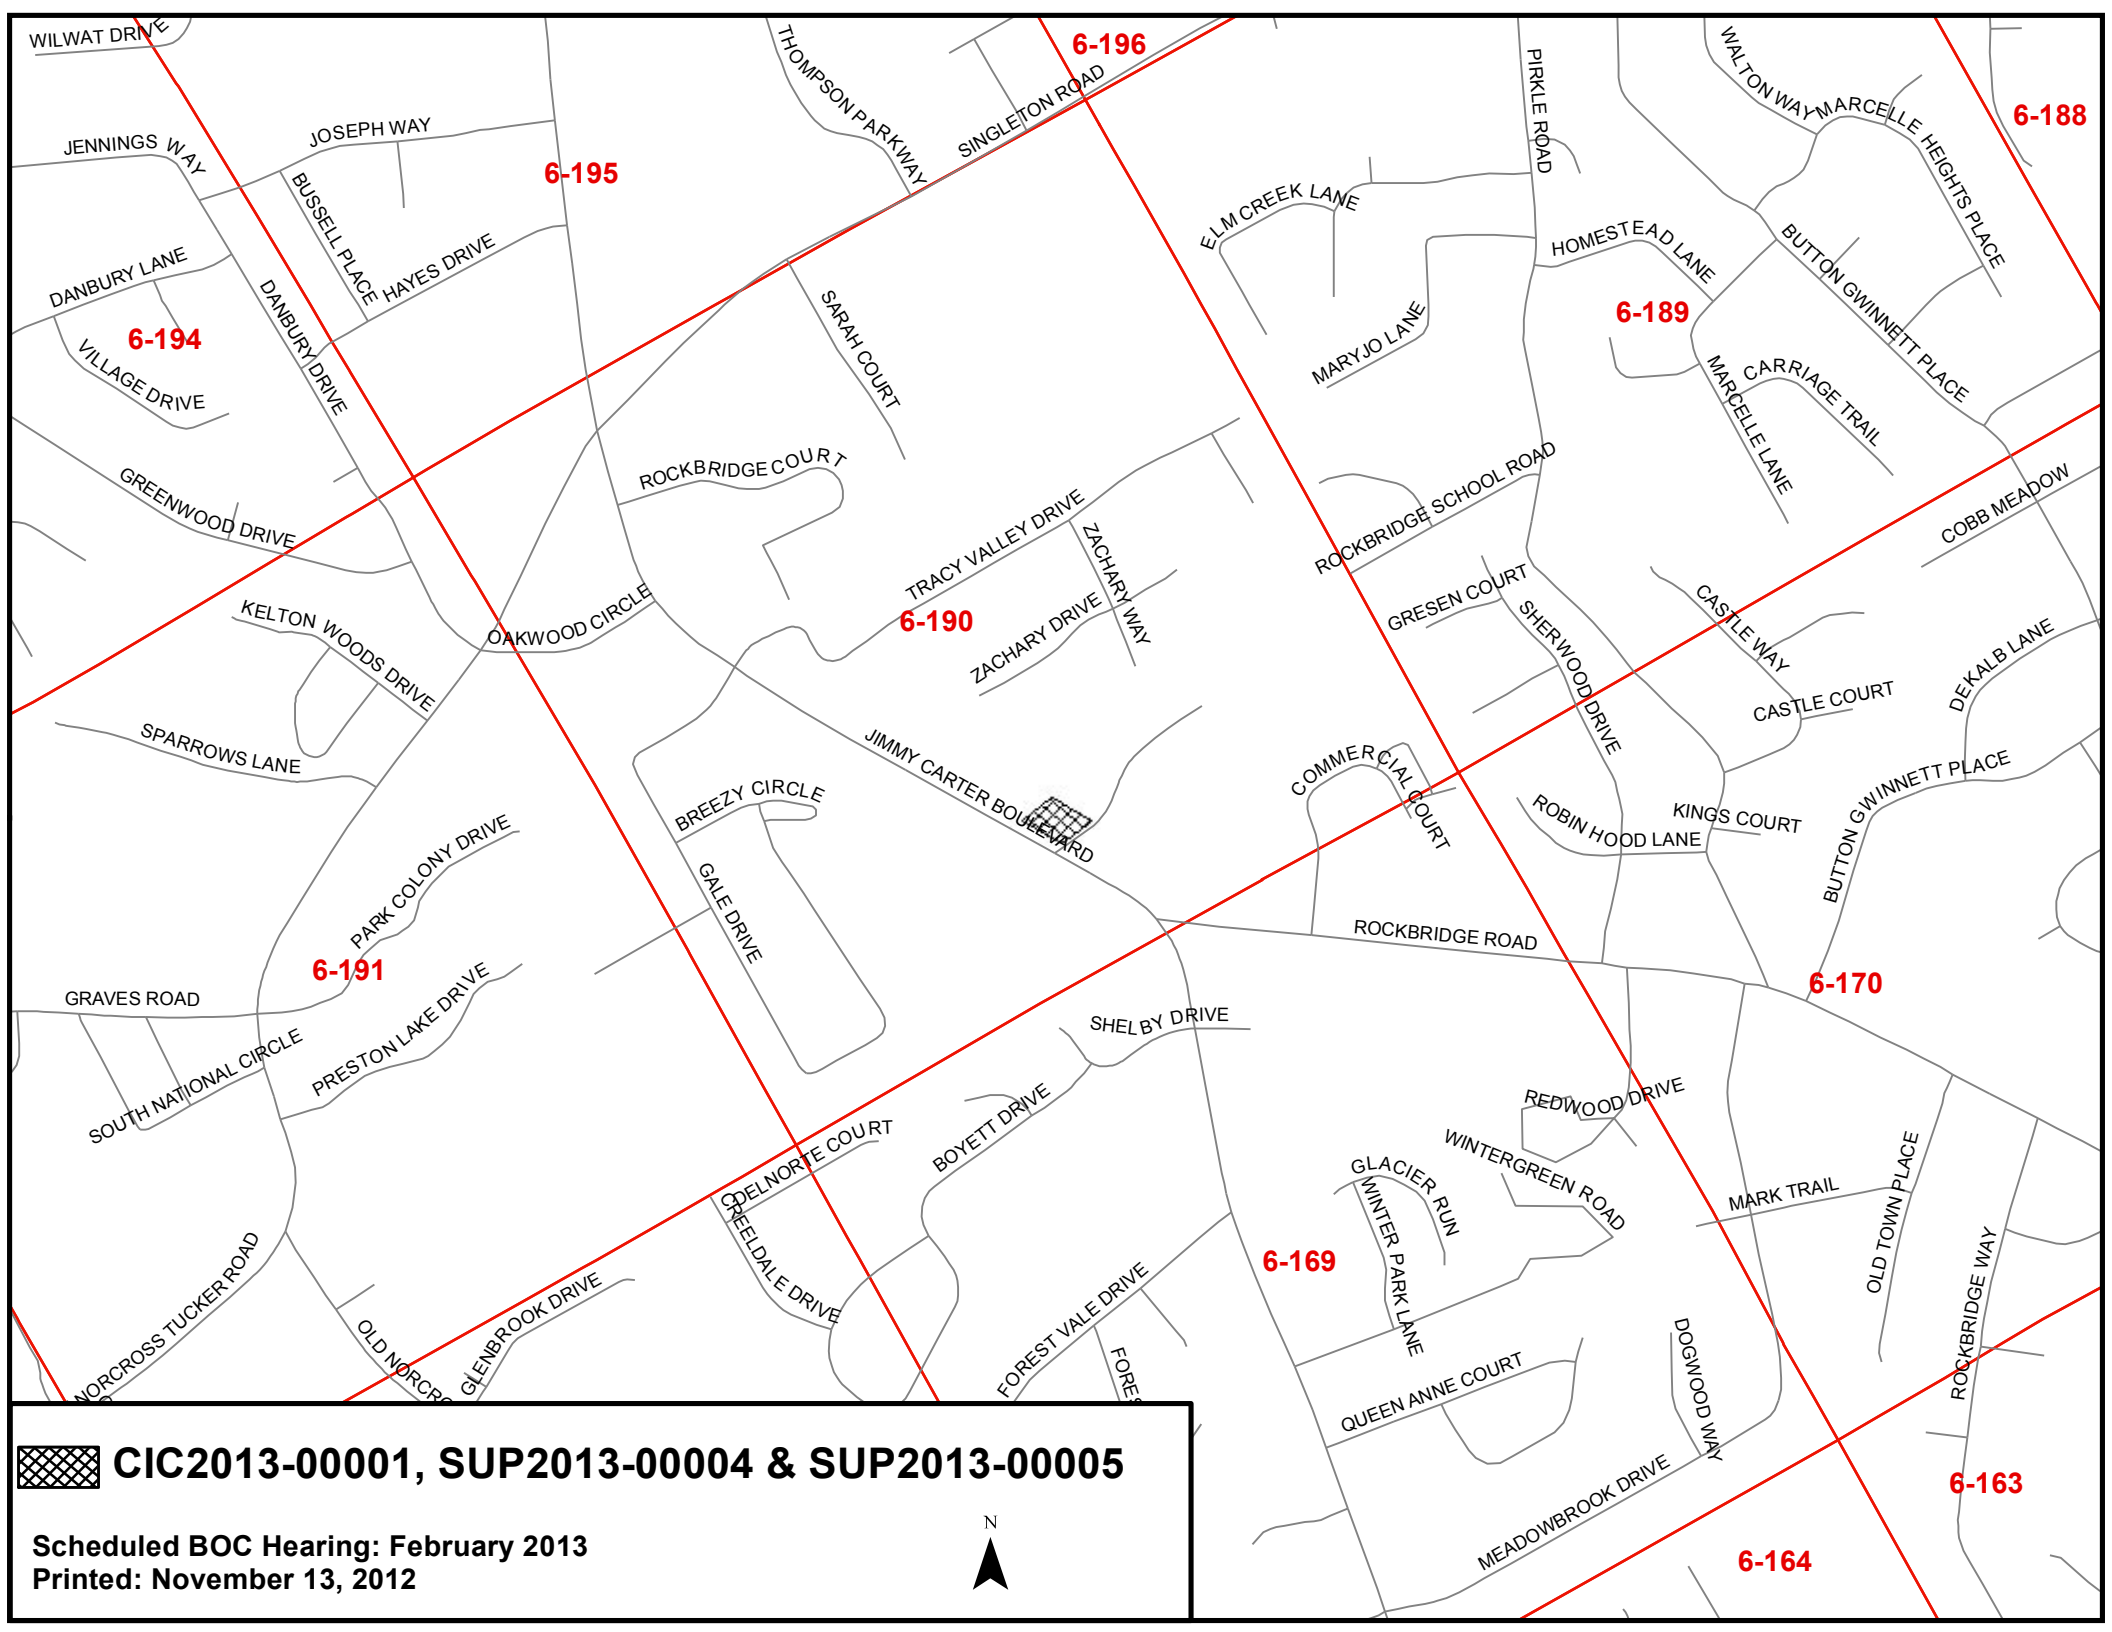 WILWAT DRIVE
THOMPSON PARKWAY
6-196
SINGLETON ROAD
PIRKLE ROAD
WALTON WAY
MARCELLE HEIGHTS PLACE
6-188
JENNINGS WAY
JOSEPH WAY
6-195
BUSSELL PLACE
HAYES DRIVE
ELM CREEK LANE
HOMESTEAD LANE
BUTTON GWINNETT PLACE
DANBURY LANE
DANBURY DRIVE
6-194
VILLAGE DRIVE
SARAH COURT
MARYJO LANE
6-189
MARCELLE LANE
CARRIAGE TRAIL
GREENWOOD DRIVE
ROCKBRIDGE COURT
TRACY VALLEY DRIVE
ZACHARY WAY
ROCKBRIDGE SCHOOL ROAD
COBB MEADOW
KELTON WOODS DRIVE
OAKWOOD CIRCLE
6-190
ZACHARY DRIVE
GRESEN COURT
SHERWOOD DRIVE
CASTLE WAY
CASTLE COURT
DEKALB LANE
SPARROWS LANE
JIMMY CARTER BOULEVARD
COMMERCIAL COURT
BREEZY CIRCLE
ROBIN HOOD LANE
KINGS COURT
BUTTON GWINNETT PLACE
PARK COLONY DRIVE
GALE DRIVE
6-191
ROCKBRIDGE ROAD
6-170
GRAVES ROAD
PRESTON LAKE DRIVE
SOUTH NATIONAL CIRCLE
SHELBY DRIVE
BOYETT DRIVE
REDWOOD DRIVE
WINTERGREEN ROAD
DELNORTE COURT
CREELDALE DRIVE
GLACIER RUN
WINTER PARK LANE
MARK TRAIL
OLD TOWN PLACE
ROCKBRIDGE WAY
6-169
NORCROSS TUCKER ROAD
OLD NORCRO
GLENBROOK DRIVE
FOREST VALE DRIVE
FORES
QUEEN ANNE COURT
DOGWOOD WAY
MEADOWBROOK DRIVE
6-163
6-164
CIC2013-00001, SUP2013-00004 & SUP2013-00005
Scheduled BOC Hearing: February 2013
Printed: November 13, 2012
N